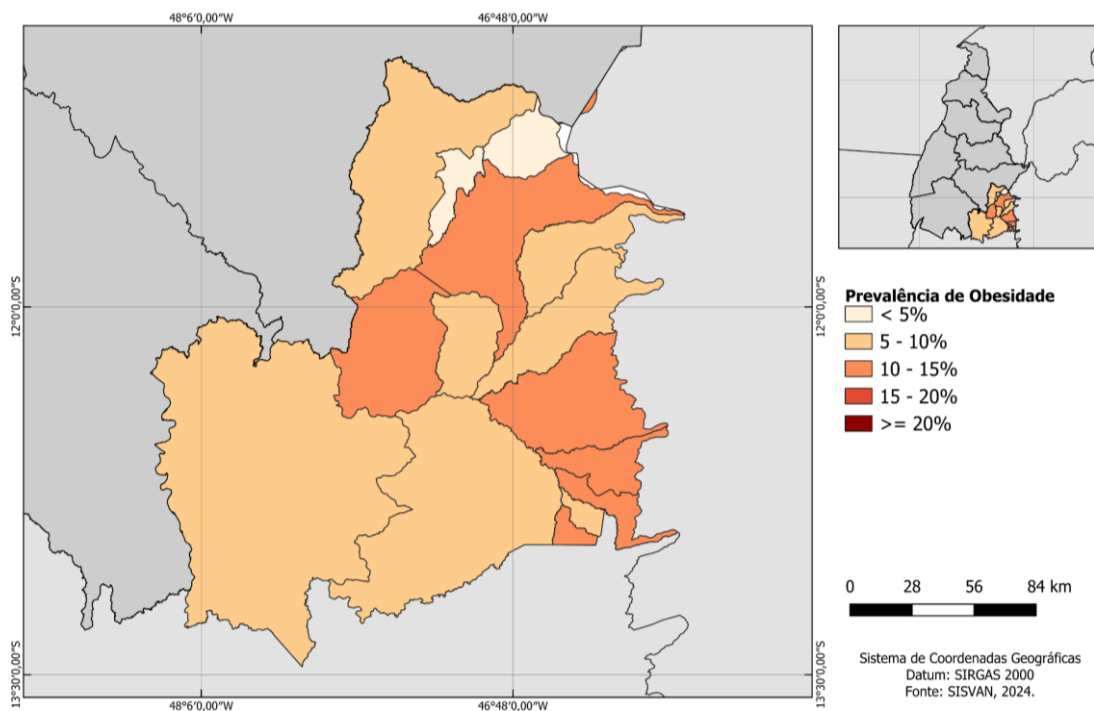 48°6′0,00″W 46°48′0,00″W
12°0′0,00″S 12°0′0,00″S
13°30′0,00″S 13°30′0,00″S
48°6′0,00″W 46°48′0,00″W
Prevalência de Obesidade
< 5%
5 - 10%
10 - 15%
15 - 20%
>= 20%
0 28 56 84 km
Sistema de Coordenadas Geográficas
Datum: SIRGAS 2000
Fonte: SISVAN, 2024.